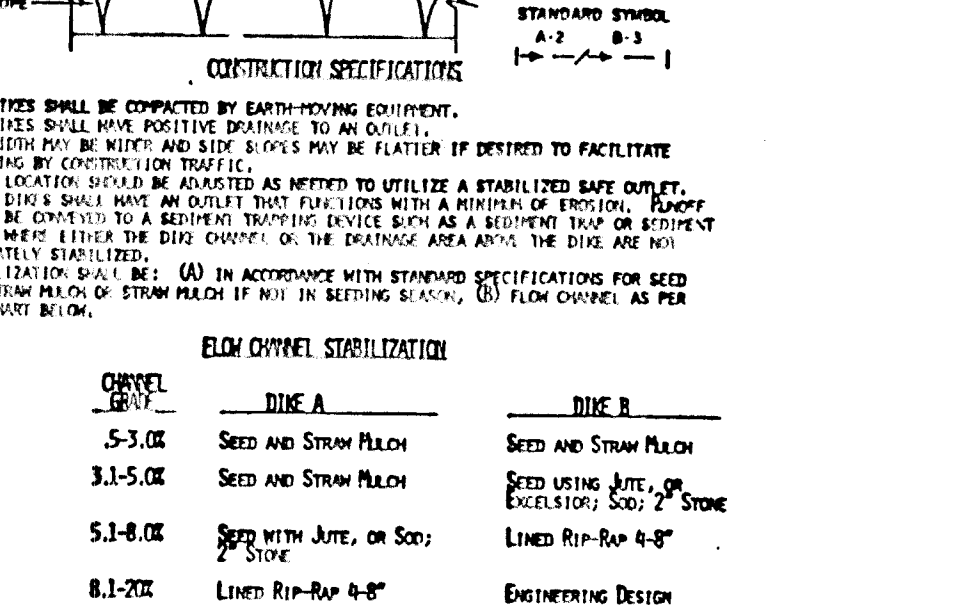 STANDARD SYMBOL
A-2 B-3
CONSTRUCTION SPECIFICATIONS
SHALL BE COMPACTED BY EARTH-MOVING EQUIPMENT.
SHALL HAVE POSITIVE DRAINAGE TO AN OUTLET.
MAY BE WIDER AND SIDE SLOPES MAY BE FLATTER IF DESIRED TO FACILITATE
BY CONSTRUCTION TRAFFIC.
LOCATION SHOULD BE ADJUSTED AS NEEDED TO UTILIZE A STABILIZED SAFE OUTLET.
DIKES SHALL HAVE AN OUTLET THAT FUNCTIONS WITH A MINIMUM OF EROSION. RUNOFF
BE CONVEYED TO A SEDIMENT TRAPPING DEVICE SUCH AS A SEDIMENT TRAP OR SEDIMENT
WHERE EITHER THE DIKE CHANNEL OR THE DRAINAGE AREA ABOVE THE DIKE ARE NOT
STABILIZED.
SHALL BE: (A) IN ACCORDANCE WITH STANDARD SPECIFICATIONS FOR SEED
MULCH OR STRAW MULCH IF NOT IN SEEDING SEASON, (B) FLOW CHANNEL AS PER
BELOW.
FLOW CHANNEL STABILIZATION
CHANNEL
GRADE DIKE A DIKE B
.5-3.0% SEED AND STRAW MULCH SEED AND STRAW MULCH
3.1-5.0% SEED AND STRAW MULCH SEED USING JUTE, OR
EXCELSIOR; SOD; 2" STONE
5.1-8.0% SEED WITH JUTE, OR SOD; LINED RIP-RAP 4-8"
2" STONE
8.1-20% LINED RIP-RAP 4-8" ENGINEERING DESIGN